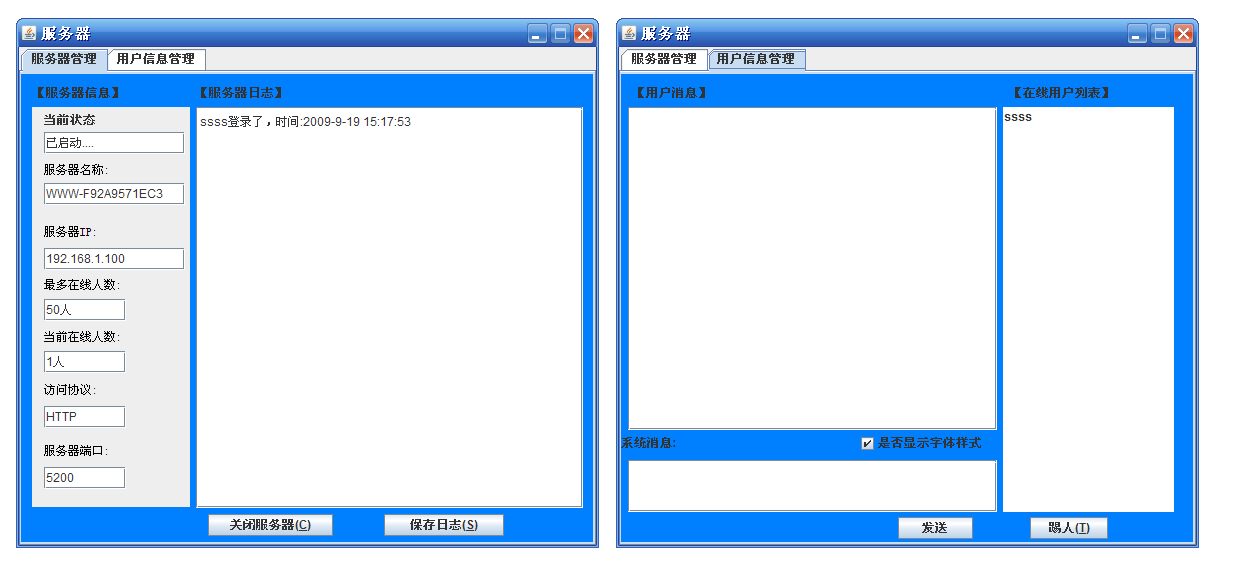 服务器
服务器管理 用户信息管理
【服务器信息】 【服务器日志】
当前状态
已启动....
服务器名称:
WWW-F92A9571EC3
服务器IP:
192.168.1.100
最多在线人数:
50人
当前在线人数:
1人
访问协议:
HTTP
服务器端口:
5200
ssss登录了，时间:2009-9-19 15:17:53
关闭服务器(C) 保存日志(S)
服务器
服务器管理 用户信息管理
【用户消息】 【在线用户列表】
ssss
系统消息: 是否显示字体样式
发送 踢人(T)